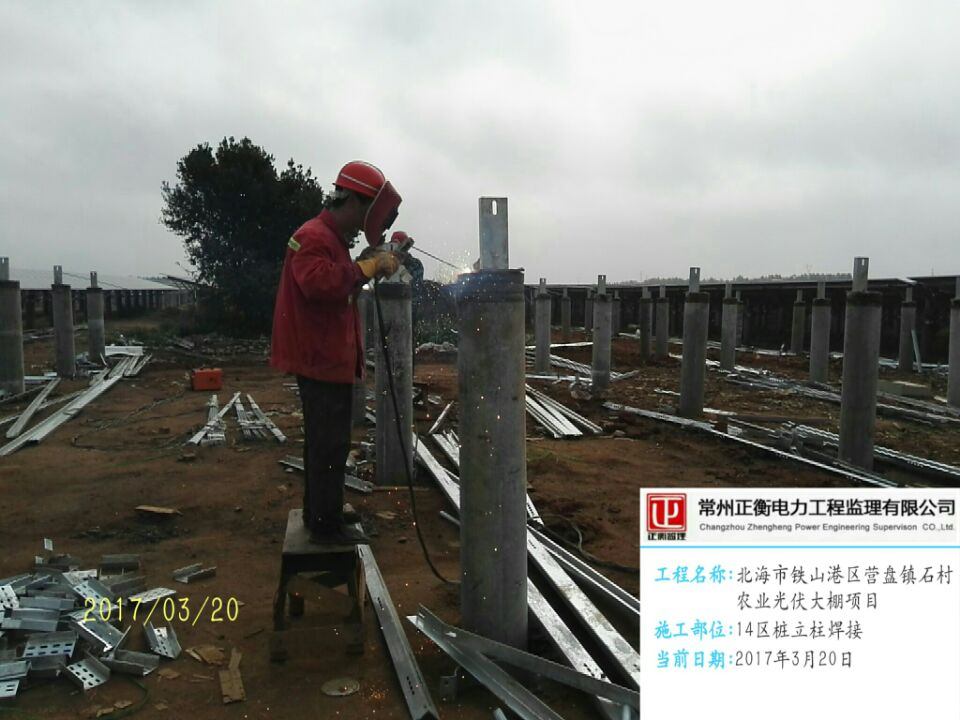 常州正衡电力工程监理有限公司
Changzhou Zhengheng Power Engineering Supervison CO.,Ltd.
正衡监理
工程名称:北海市铁山港区营盘镇石村
农业光伏大棚项目
施工部位:14区桩立柱焊接
当前日期:2017年3月20日
2017/03/20